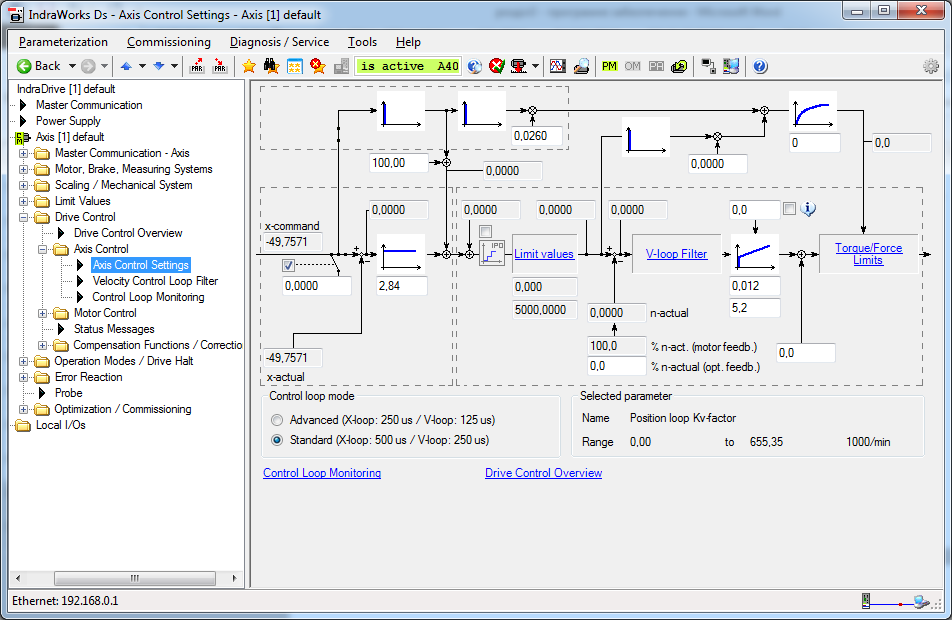 IndraWorks Ds - Axis Control Settings - Axis [1] default
Parameterization Commissioning Diagnosis / Service Tools Help
Back is active A40 PAR PAR PM OM
IndraDrive [1] default
Master Communication
Power Supply
Axis [1] default
Master Communication - Axis
Motor, Brake, Measuring Systems
Scaling / Mechanical System
Limit Values
Drive Control
Drive Control Overview
Axis Control
Axis Control Settings
Velocity Control Loop Filter
Control Loop Monitoring
Motor Control
Status Messages
Compensation Functions / Correctio
Operation Modes / Drive Halt
Error Reaction
Probe
Optimization / Commissioning
Local I/Os
0,0260
0
0,0
100,00
0,0000
0,0000
0,0000
0,0000
0,0000
0,0000
0,0
x-command
-49,7571
0,0000
2,84
IPO
Limit values
0,000
5000,0000
V-loop Filter
0,012
5,2
Torque/Force
Limits
0,0000 n-actual
100,0 % n-act. (motor feedb.)
0,0 % n-actual (opt. feedb.)
0,0
-49,7571
x-actual
Control loop mode
Advanced (X-loop: 250 us / V-loop: 125 us)
Standard (X-loop: 500 us / V-loop: 250 us)
Selected parameter
Name Position loop Kv-factor
Range 0,00 to 655,35 1000/min
Control Loop Monitoring
Drive Control Overview
Ethernet: 192.168.0.1